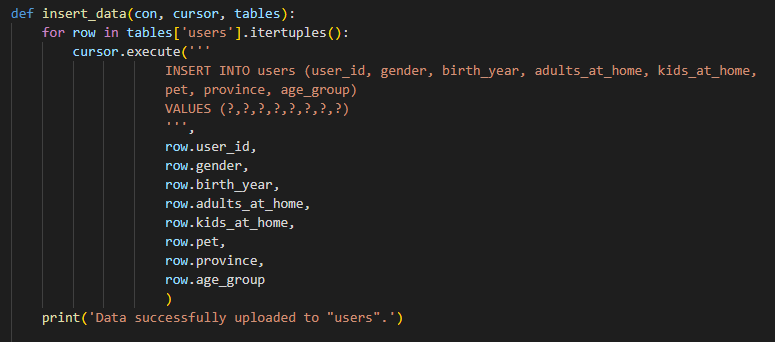 def insert_data(con, cursor, tables):
    for row in tables['users'].itertuples():
        cursor.execute('''
                    INSERT INTO users (user_id, gender, birth_year, adults_at_home, kids_at_home,
                    pet, province, age_group)
                    VALUES (?,?,?,?,?,?,?,?)
                    ''',
                    row.user_id,
                    row.gender,
                    row.birth_year,
                    row.adults_at_home,
                    row.kids_at_home,
                    row.pet,
                    row.province,
                    row.age_group
                    )
    print('Data successfully uploaded to "users".')